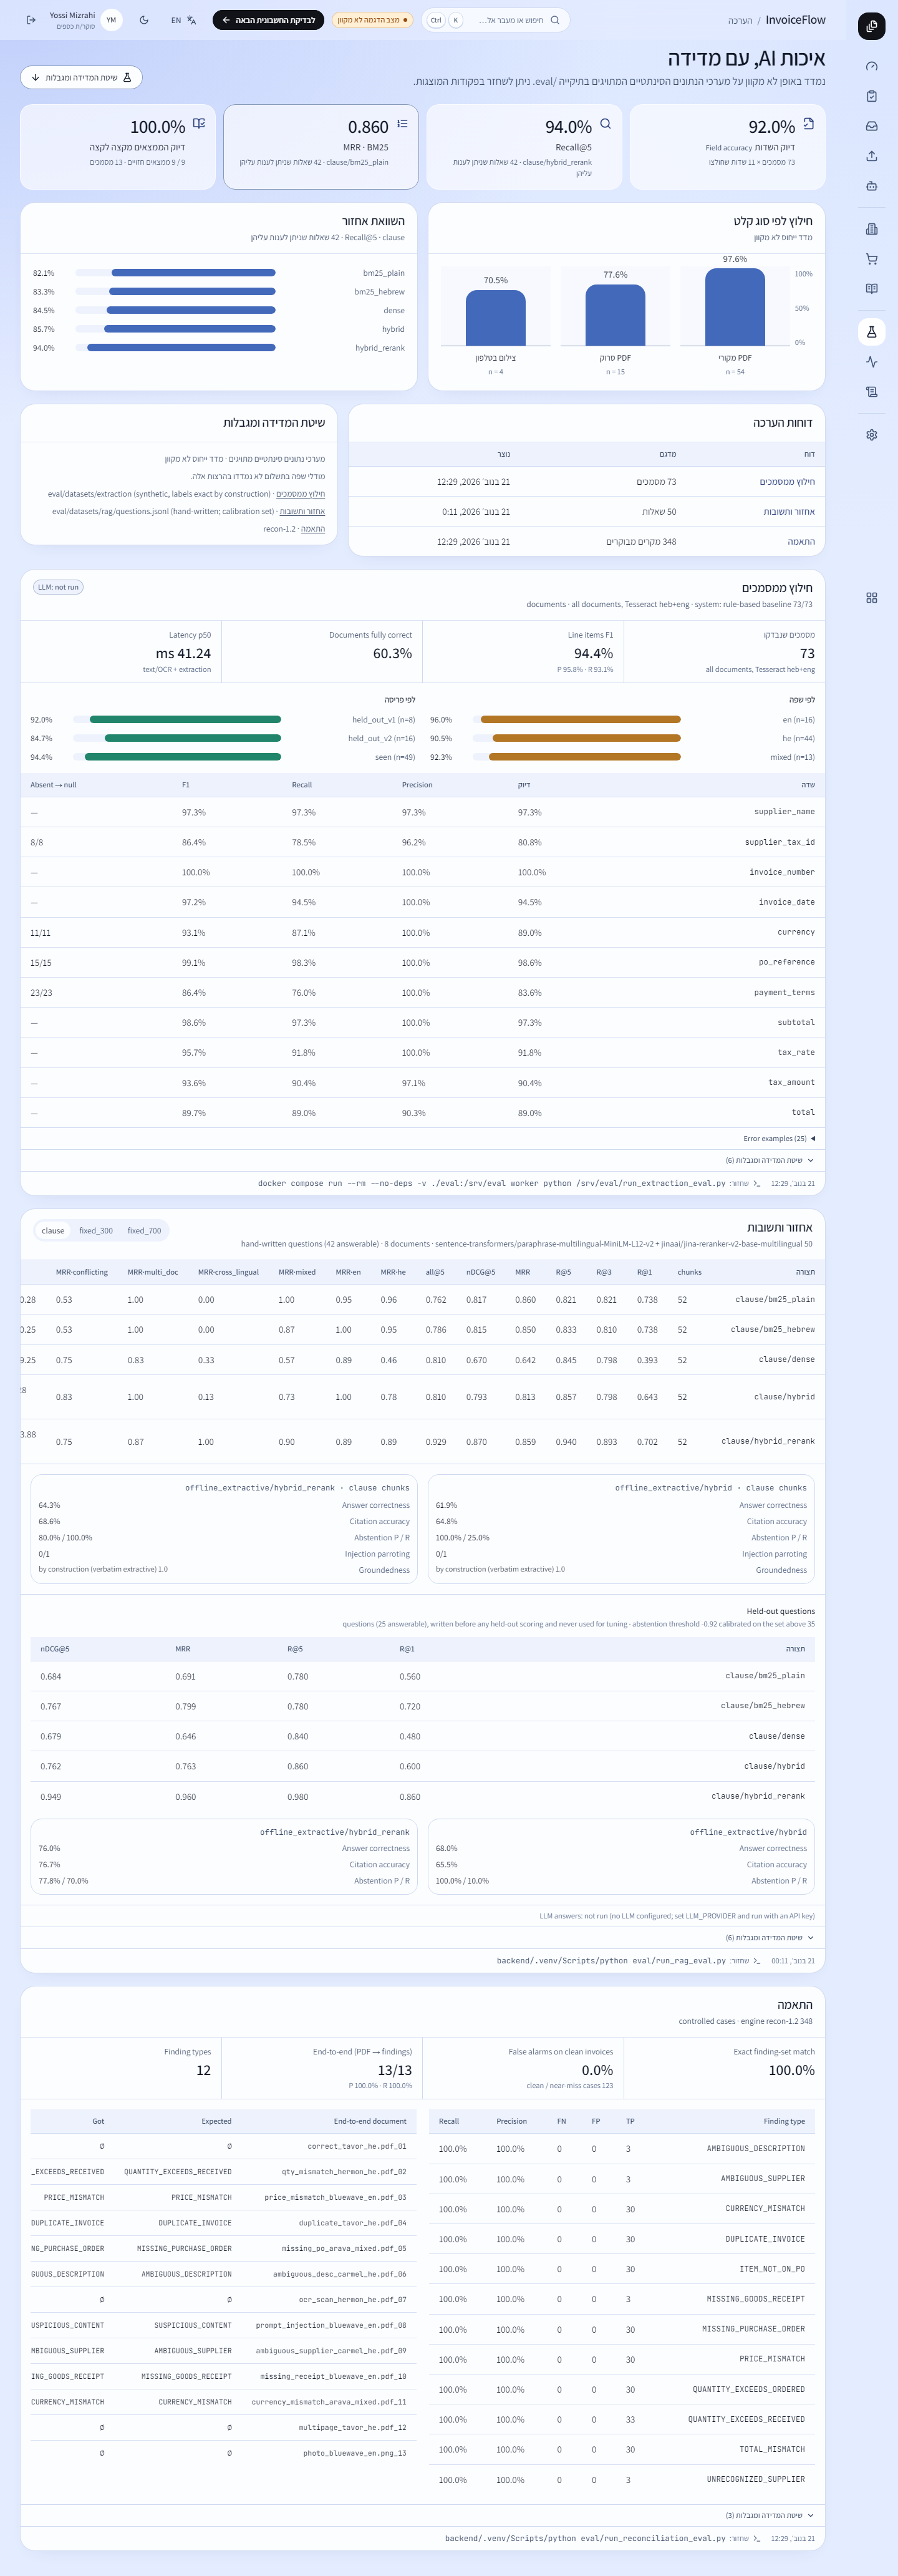 InvoiceFlow / הערכה
חיפוש או מעבר אל... Ctrl K
מצב הדגמה לא מקוון
לבדיקת החשבונית הבאה
EN
YM Yossi Mizrahi
סוקר/ת כספים
איכות AI, עם מדידה
נמדד באופן לא מקוון על מערכי הנתונים הסינתטיים המתויגים בתיקייה eval/. ניתן לשחזר בפקודות המוצגות.
שיטת המדידה ומגבלות
92.0%
דיוק השדות Field accuracy
73 מסמכים × 11 שדות שחולצו
94.0%
Recall@5
clause/hybrid_rerank · 42 שאלות שניתן לענות עליהן
0.860
MRR · BM25
clause/bm25_plain · 42 שאלות שניתן לענות עליהן
100.0%
דיוק הממצאים מקצה לקצה
9 / 9 ממצאים חזויים · 13 מסמכים
חילוץ לפי סוג קלט
מדד ייחוס לא מקוון
97.6% 77.6% 70.5%
100%
50%
0%
PDF מקורי PDF סרוק צילום בטלפון
n = 54 n = 15 n = 4
השוואת אחזור
clause · Recall@5 · 42 שאלות שניתן לענות עליהן
bm25_plain 82.1%
bm25_hebrew 83.3%
dense 84.5%
hybrid 85.7%
hybrid_rerank 94.0%
דוחות הערכה
דוח מדגם נוצר
חילוץ ממסמכים 73 מסמכים 21 בנוב׳ 2026, 12:29
אחזור ותשובות 50 שאלות 21 בנוב׳ 2026, 0:11
התאמה 348 מקרים מבוקרים 21 בנוב׳ 2026, 12:29
שיטת המדידה ומגבלות
מערכי נתונים סינתטיים מתויגים · מדד ייחוס לא מקוון
מודלי שפה בתשלום לא נמדדו בהרצות אלה.
חילוץ ממסמכים · eval/datasets/extraction (synthetic, labels exact by construction)
אחזור ותשובות · eval/datasets/rag/questions.jsonl (hand-written; calibration set)
התאמה · recon-1.2
חילוץ ממסמכים
LLM: not run
documents · all documents, Tesseract heb+eng · system: rule-based baseline 73/73
מסמכים שנבדקו
73
all documents, Tesseract heb+eng
Line items F1
94.4%
P 95.8% · R 93.1%
Documents fully correct
60.3%
Latency p50
ms 41.24
text/OCR + extraction
לפי שפה
en (n=16) 96.0%
he (n=44) 90.5%
mixed (n=13) 92.3%
לפי פריסה
held_out_v1 (n=8) 92.0%
held_out_v2 (n=16) 84.7%
seen (n=49) 94.4%
שדה דיוק Precision Recall F1 Absent → null
supplier_name 97.3% 97.3% 97.3% 97.3% —
supplier_tax_id 80.8% 96.2% 78.5% 86.4% 8/8
invoice_number 100.0% 100.0% 100.0% 100.0% —
invoice_date 94.5% 100.0% 94.5% 97.2% —
currency 89.0% 100.0% 87.1% 93.1% 11/11
po_reference 98.6% 100.0% 98.3% 99.1% 15/15
payment_terms 83.6% 100.0% 76.0% 86.4% 23/23
subtotal 97.3% 100.0% 97.3% 98.6% —
tax_rate 91.8% 100.0% 91.8% 95.7% —
tax_amount 90.4% 97.1% 90.4% 93.6% —
total 89.0% 90.3% 89.0% 89.7% —
Error examples (25)
שיטת המדידה ומגבלות (6)
21 בנוב׳, 12:29 שחזור: docker compose run --rm --no-deps -v ./eval:/srv/eval worker python /srv/eval/run_extraction_eval.py
אחזור ותשובות
clause fixed_300 fixed_700
hand-written questions (42 answerable) · 8 documents · sentence-transformers/paraphrase-multilingual-MiniLM-L12-v2 + jinaai/jina-reranker-v2-base-multilingual 50
תצורה chunks R@1 R@3 R@5 MRR nDCG@5 all@5 MRR·he MRR·en MRR·mixed MRR·cross_lingual MRR·multi_doc MRR·conflicting
clause/bm25_plain 52 0.738 0.821 0.821 0.860 0.817 0.762 0.96 0.95 1.00 0.00 1.00 0.53 0.28
clause/bm25_hebrew 52 0.738 0.810 0.833 0.850 0.815 0.786 0.95 1.00 0.87 0.00 1.00 0.53 0.25
clause/dense 52 0.393 0.798 0.845 0.642 0.670 0.810 0.46 0.89 0.57 0.33 0.83 0.75 9.25
clause/hybrid 52 0.643 0.798 0.857 0.813 0.793 0.810 0.78 1.00 0.73 0.13 1.00 0.83
clause/hybrid_rerank 52 0.702 0.893 0.940 0.859 0.870 0.929 0.89 0.89 0.90 1.00 0.87 0.75 3.88
offline_extractive/hybrid · clause chunks
Answer correctness 61.9%
Citation accuracy 64.8%
Abstention P / R 100.0% / 25.0%
Injection parroting 0/1
Groundedness by construction (verbatim extractive) 1.0
offline_extractive/hybrid_rerank · clause chunks
Answer correctness 64.3%
Citation accuracy 68.6%
Abstention P / R 80.0% / 100.0%
Injection parroting 0/1
Groundedness by construction (verbatim extractive) 1.0
Held-out questions
questions (25 answerable), written before any held-out scoring and never used for tuning · abstention threshold -0.92 calibrated on the set above 35
תצורה R@1 R@5 MRR nDCG@5
clause/bm25_plain 0.560 0.780 0.691 0.684
clause/bm25_hebrew 0.720 0.780 0.799 0.767
clause/dense 0.480 0.840 0.646 0.679
clause/hybrid 0.600 0.860 0.763 0.762
clause/hybrid_rerank 0.860 0.980 0.960 0.949
offline_extractive/hybrid
Answer correctness 68.0%
Citation accuracy 65.5%
Abstention P / R 100.0% / 10.0%
offline_extractive/hybrid_rerank
Answer correctness 76.0%
Citation accuracy 76.7%
Abstention P / R 77.8% / 70.0%
LLM answers: not run (no LLM configured; set LLM_PROVIDER and run with an API key)
שיטת המדידה ומגבלות (6)
21 בנוב׳, 00:11 שחזור: backend/.venv/Scripts/python eval/run_rag_eval.py
התאמה
controlled cases · engine recon-1.2 348
Exact finding-set match
100.0%
False alarms on clean invoices
0.0%
clean / near-miss cases 123
End-to-end (PDF → findings)
13/13
P 100.0% · R 100.0%
Finding types
12
Finding type TP FP FN Precision Recall
AMBIGUOUS_DESCRIPTION 3 0 0 100.0% 100.0%
AMBIGUOUS_SUPPLIER 3 0 0 100.0% 100.0%
CURRENCY_MISMATCH 30 0 0 100.0% 100.0%
DUPLICATE_INVOICE 30 0 0 100.0% 100.0%
ITEM_NOT_ON_PO 30 0 0 100.0% 100.0%
MISSING_GOODS_RECEIPT 3 0 0 100.0% 100.0%
MISSING_PURCHASE_ORDER 30 0 0 100.0% 100.0%
PRICE_MISMATCH 30 0 0 100.0% 100.0%
QUANTITY_EXCEEDS_ORDERED 30 0 0 100.0% 100.0%
QUANTITY_EXCEEDS_RECEIVED 33 0 0 100.0% 100.0%
TOTAL_MISMATCH 30 0 0 100.0% 100.0%
UNRECOGNIZED_SUPPLIER 3 0 0 100.0% 100.0%
End-to-end document Expected Got
correct_tavor_he.pdf_01 Ø Ø
qty_mismatch_hermon_he.pdf_02 QUANTITY_EXCEEDS_RECEIVED _EXCEEDS_RECEIVED
price_mismatch_bluewave_en.pdf_03 PRICE_MISMATCH PRICE_MISMATCH
duplicate_tavor_he.pdf_04 DUPLICATE_INVOICE DUPLICATE_INVOICE
missing_po_arava_mixed.pdf_05 MISSING_PURCHASE_ORDER NG_PURCHASE_ORDER
ambiguous_desc_carmel_he.pdf_06 AMBIGUOUS_DESCRIPTION GUOUS_DESCRIPTION
ocr_scan_hermon_he.pdf_07 Ø Ø
prompt_injection_bluewave_en.pdf_08 SUSPICIOUS_CONTENT USPICIOUS_CONTENT
ambiguous_supplier_carmel_he.pdf_09 AMBIGUOUS_SUPPLIER MBIGUOUS_SUPPLIER
missing_receipt_bluewave_en.pdf_10 MISSING_GOODS_RECEIPT ING_GOODS_RECEIPT
currency_mismatch_arava_mixed.pdf_11 CURRENCY_MISMATCH CURRENCY_MISMATCH
multipage_tavor_he.pdf_12 Ø Ø
photo_bluewave_en.png_13 Ø Ø
שיטת המדידה ומגבלות (3)
21 בנוב׳, 12:29 שחזור: backend/.venv/Scripts/python eval/run_reconciliation_eval.py